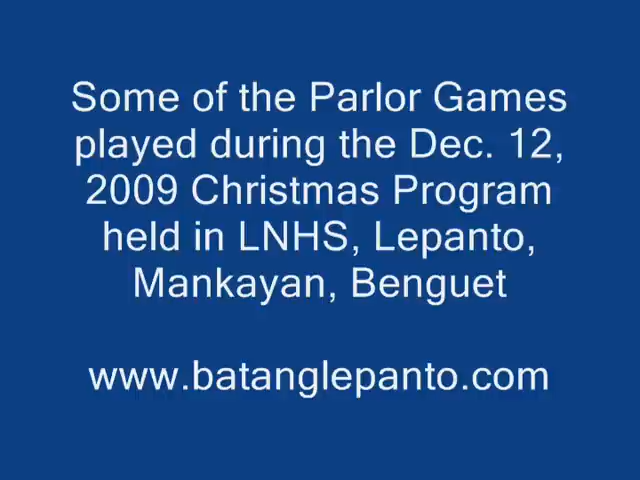 Some of the Parlor Games
played during the Dec. 12,
2009 Christmas Program
held in LNHS, Lepanto,
Mankayan, Benguet
www.batanglepanto.com